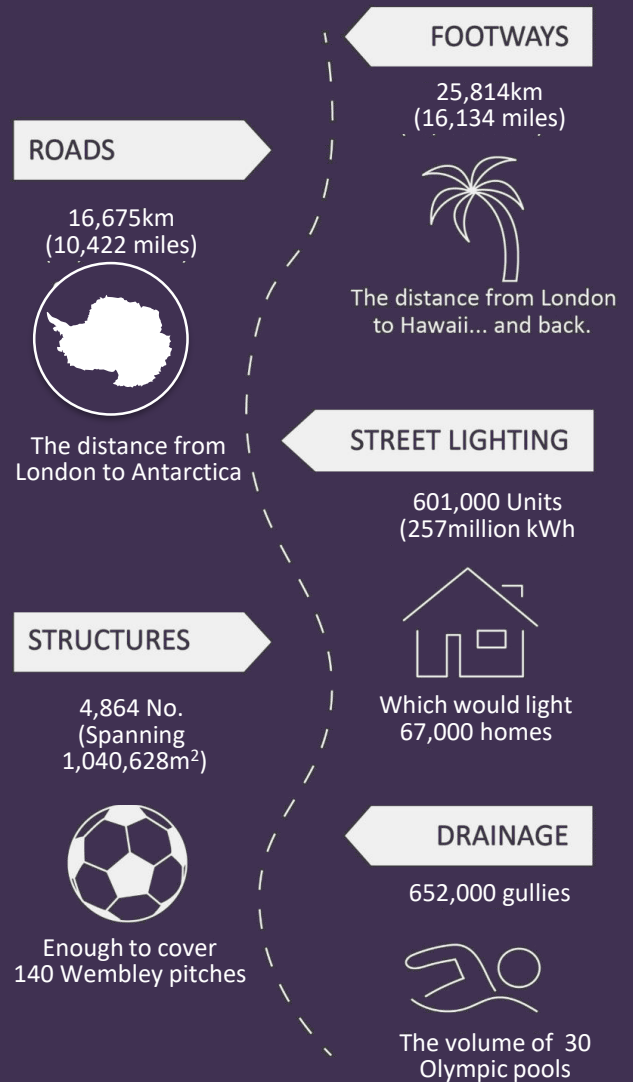 FOOTWAYS
25,814km
(16,134 miles)
The distance from London
to Hawaii... and back.
ROADS
16,675km
(10,422 miles)
The distance from
London to Antarctica
STREET LIGHTING
601,000 Units
(257million kWh
Which would light
67,000 homes
STRUCTURES
4,864 No.
(Spanning
1,040,628m²)
Enough to cover
140 Wembley pitches
DRAINAGE
652,000 gullies
The volume of 30
Olympic pools